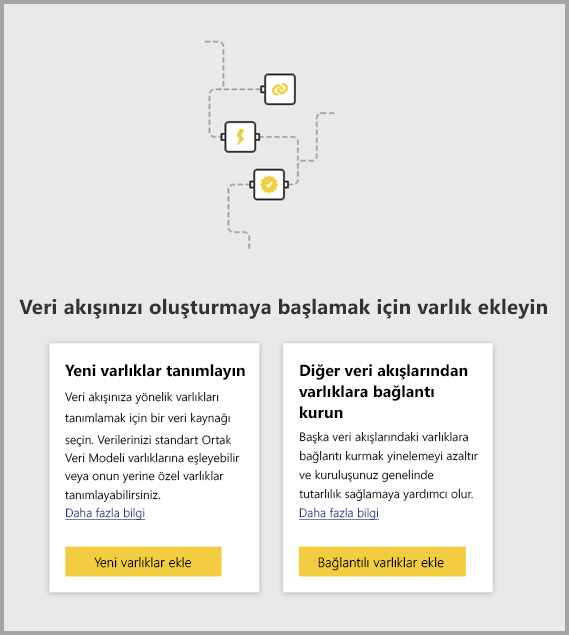 Veri akışınızı oluşturmaya başlamak için varlık ekleyin
Yeni varlıklar tanımlayın
Veri akışınıza yönelik varlıkları
tanımlamak için bir veri kaynağı
seçin. Verilerinizi standart Ortak
Veri Modeli varlıklarına eşleyebilir
veya onun yerine özel varlıklar
tanımlayabilirsiniz.
Daha fazla bilgi
Yeni varlıklar ekle
Diğer veri akışlarından
varlıklara bağlantı
kurun
Başka veri akışlarındaki varlıklara
bağlantı kurmak yinelemeyi azaltır
ve kuruluşunuz genelinde
tutarlılık sağlamaya yardımcı olur.
Daha fazla bilgi
Bağlantılı varlıklar ekle